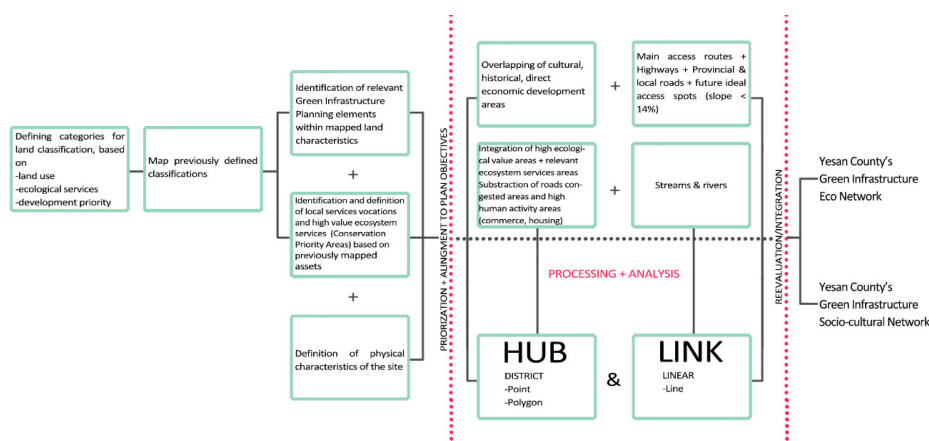 Defining categories for
land classification, based
on
-land use
-ecological services
-development priority
Map previously defined
classifications
Identification of relevant
Green Infrastructure
Planning elements
within mapped land
characteristics
+
Identification and definition
of local services vocations
and high value ecosystem
services (Conservation
Priority Areas) based on
previously mapped
assets
+
Definition of physical
characteristics of the site
PRIORIZATION + ALINGMENT TO PLAN OBJECTIVES
Overlapping of cultural,
historical, direct
economic development
areas
+
Main access routes +
Highways + Provincial &
local roads + future ideal
access spots (slope <
14%)
Integration of high ecologi-
cal value areas + relevant
ecosystem services areas
Substraction of roads con-
gested areas and high
human activity areas
(commerce, housing)
+
Streams & rivers
PROCESSING + ANALYSIS
HUB
DISTRICT
-Point
-Polygon
&
LINK
LINEAR
-Line
REEVALUATION/INTEGRATION
Yesan County's
Green Infrastructure
Eco Network
Yesan County's
Green Infrastructure
Socio-cultural Network